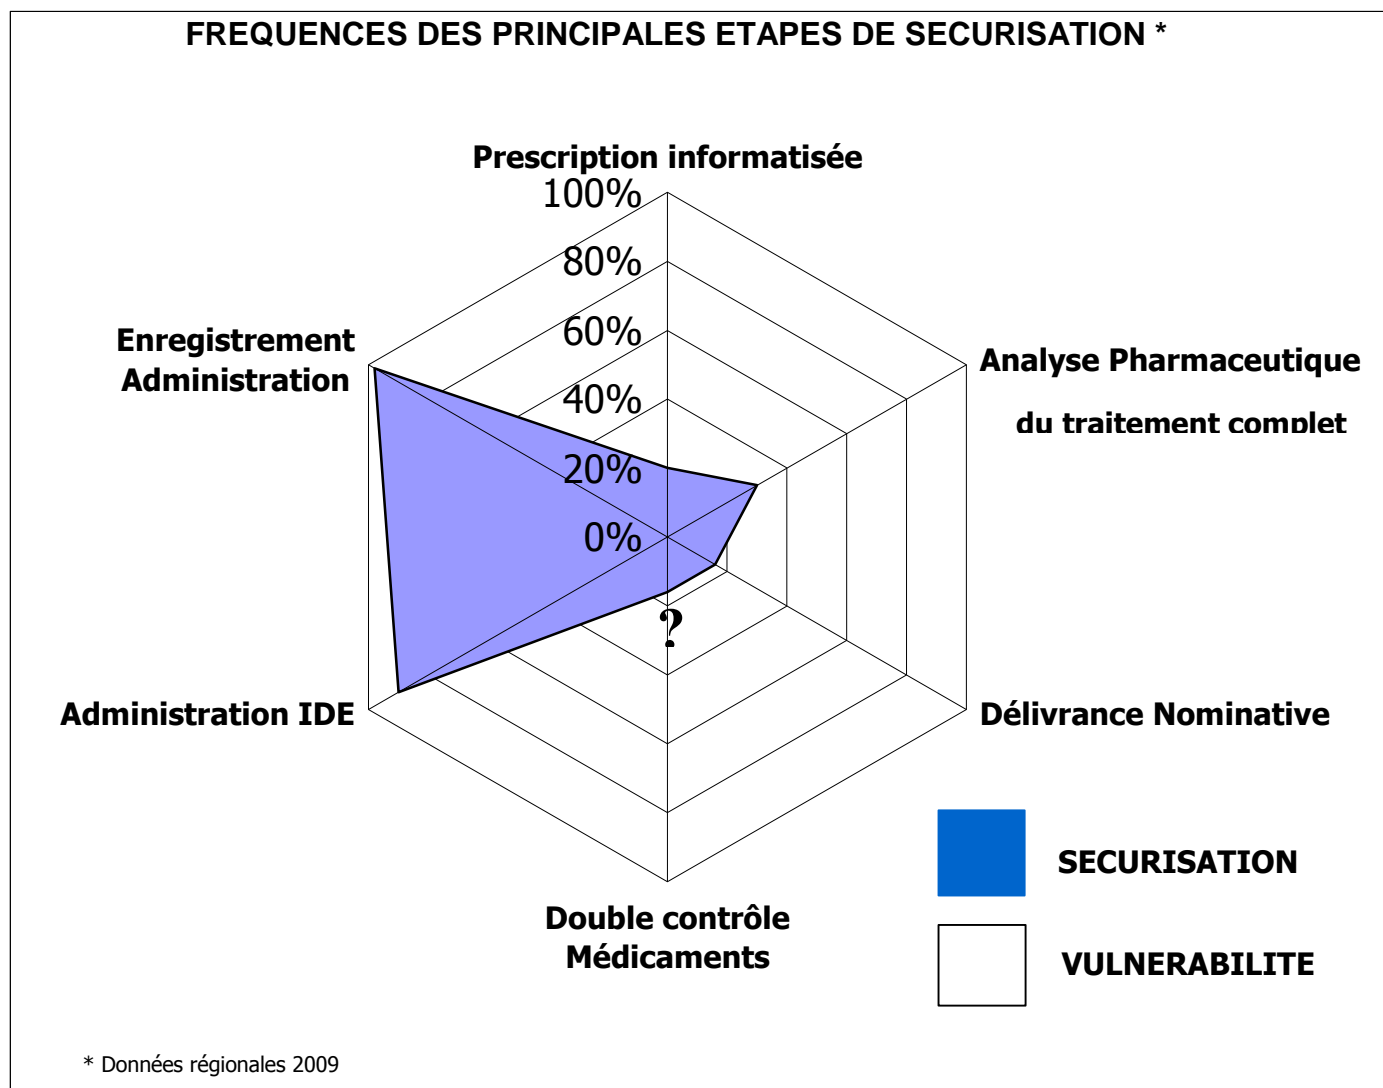 FREQUENCES DES PRINCIPALES ETAPES DE SECURISATION *
Prescription informatisée
100%
80%
60%
40%
20%
0%
Enregistrement
Administration
Analyse Pharmaceutique
du traitement complet
?
Administration IDE
Délivrance Nominative
Double contrôle
Médicaments
SÉCURISATION
VULNERABILITE
* Données régionales 2009